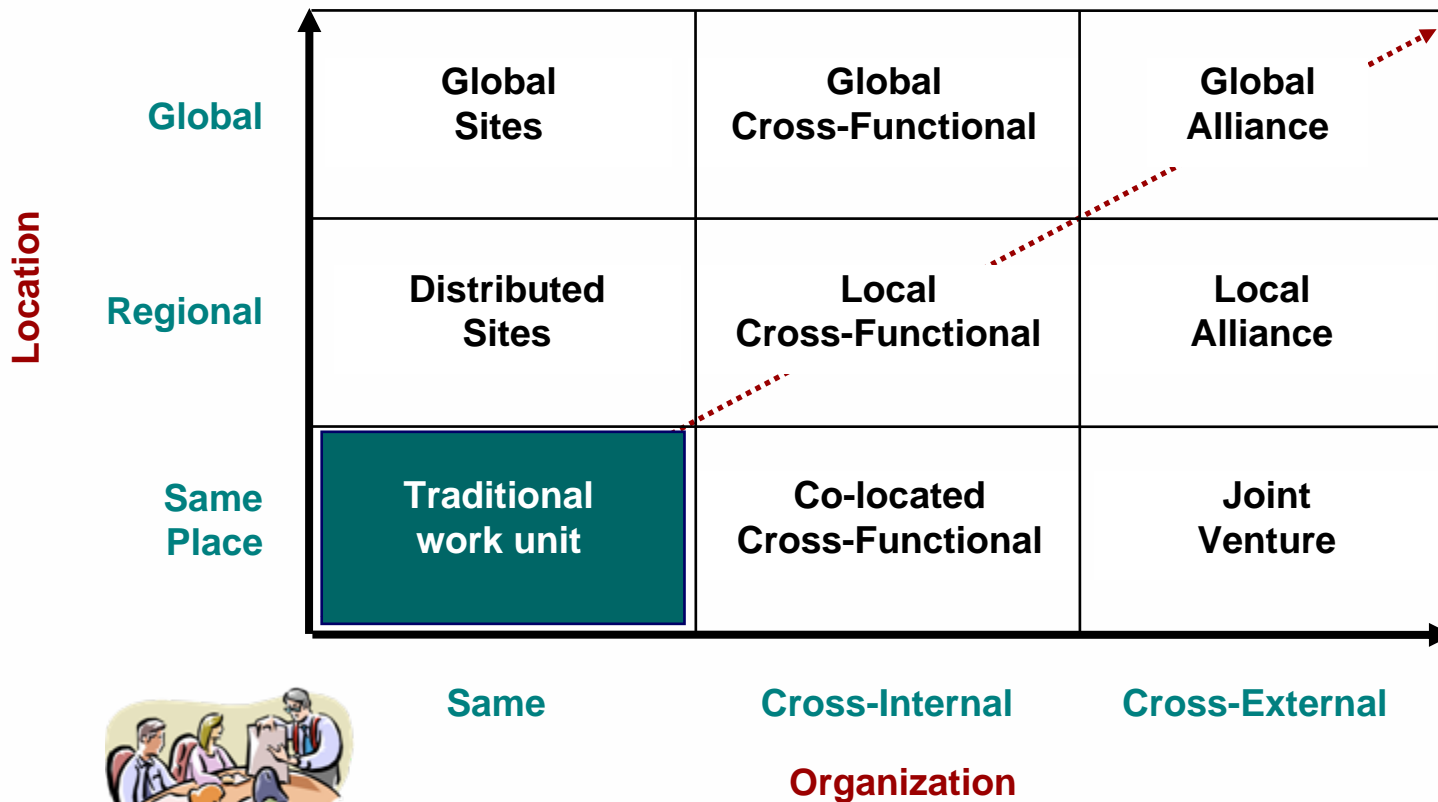 Location
Global
Global
Sites
Global
Cross-Functional
Global
Alliance
Regional
Distributed
Sites
Local
Cross-Functional
Local
Alliance
Same
Place
Traditional
work unit
Co-located
Cross-Functional
Joint
Venture
Same
Cross-Internal
Cross-External
Organization